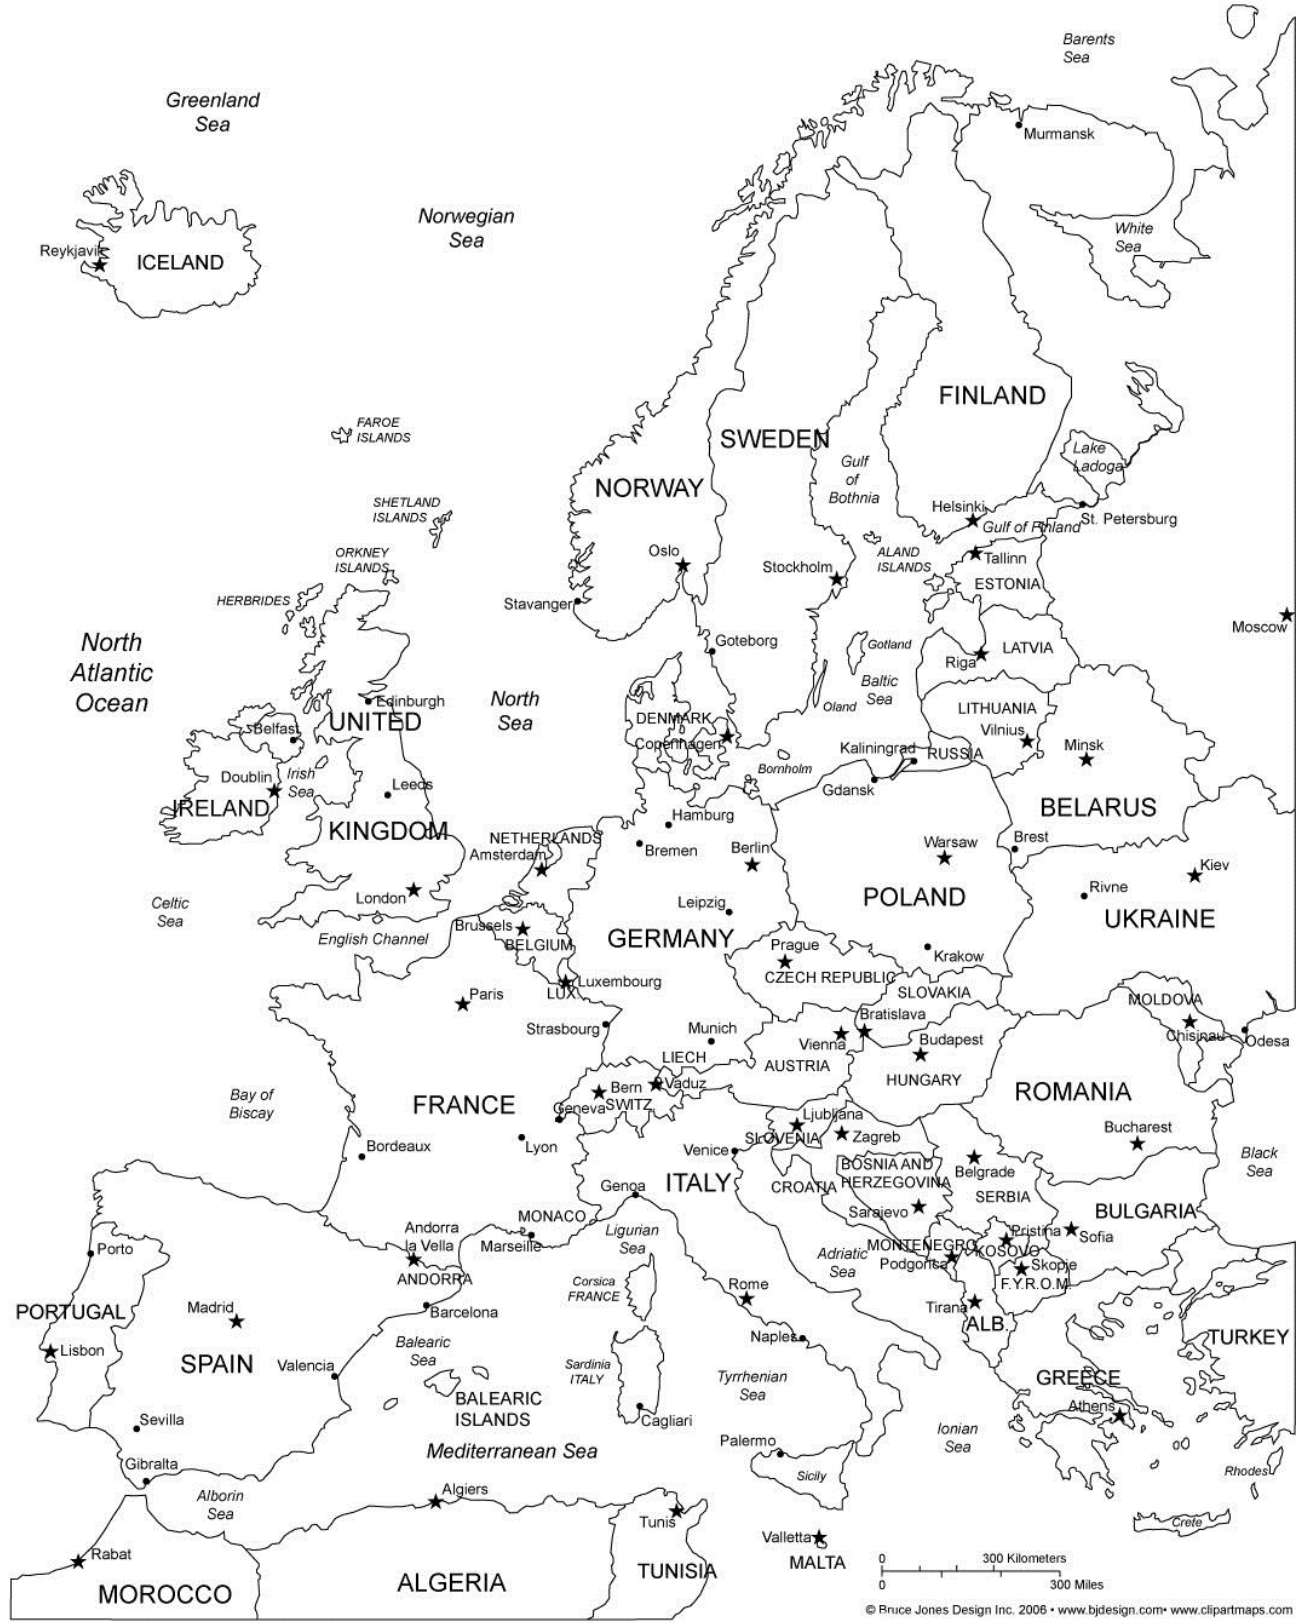 Barents
Sea
Greenland
Sea
Murmansk
Norwegian
Sea
White
Sea
Reykjavik
ICELAND
FINLAND
FAROE
ISLANDS
SWEDEN
Lake
Ladoga
Gulf
of
Bothnia
NORWAY
SHETLAND
ISLANDS
Helsinki
Gulf of Finland
St. Petersburg
Oslo
ORKNEY
ISLANDS
ALAND
ISLANDS
Tallinn
Stockholm
ESTONIA
HERBRIDES
Stavanger
Moscow
North
Atlantic
Ocean
Goteborg
Gotland
LATVIA
Riga
Baltic
Sea
North
Sea
Edinburgh
Oland
LITHUANIA
UNITED
DENMARK
Belfast
Vilnius
Copenhagen
Kaliningrad
RUSSIA
Minsk
Bornholm
Doublin
Irish
Sea
Leeds
Gdansk
IRELAND
BELARUS
Hamburg
KINGDOM
NETHERLANDS
Brest
Amsterdam
Bremen
Berlin
Warsaw
Kiev
Rivne
London
POLAND
Celtic
Sea
Leipzig
UKRAINE
Brussels
English Channel
GERMANY
BELGIUM
Prague
Krakow
CZECH REPUBLIC
Luxembourg
LUX.
Paris
SLOVAKIA
MOLDOVA
Bratislava
Strasbourg
Munich
Vienna
Budapest
Chisinau
Odesa
LIECH
AUSTRIA
HUNGARY
Bern
Vaduz
ROMANIA
Bay of
Biscay
FRANCE
Geneva
SWITZ.
Ljubljana
Bucharest
SLOVENIA
Zagreb
Bordeaux
Lyon
Venice
Black
Sea
BOSNIA AND
HERZEGOVINA
Belgrade
ITALY
CROATIA
Genoa
SERBIA
Sarajevo
BULGARIA
MONACO
Andorra
la Vella
Ligurian
Sea
Pristina
Sofia
Porto
Marseille
MONTENEGRO
KOSOVO
Adriatic
Sea
Podgorica
Skopje
ANDORRA
Corsica
FRANCE
Rome
F.Y.R.O.M.
PORTUGAL
Madrid
Barcelona
Tirana
ALB.
Lisbon
Balearic
Sea
Naples
TURKEY
SPAIN
Valencia
Sardinia
ITALY
Tyrrhenian
Sea
GREECE
BALEARIC
ISLANDS
Athens
Sevilla
Cagliari
Ionian
Sea
Mediterranean Sea
Palermo
Gibralta
Sicily
Rhodes
Alborin
Sea
Algiers
Tunis
Crete
Valletta
Rabat
MALTA
0 300 Kilometers
TUNISIA
0 300 Miles
MOROCCO
ALGERIA
© Bruce Jones Design Inc. 2006 • www.bjdesign.com• www.clipartmaps.com